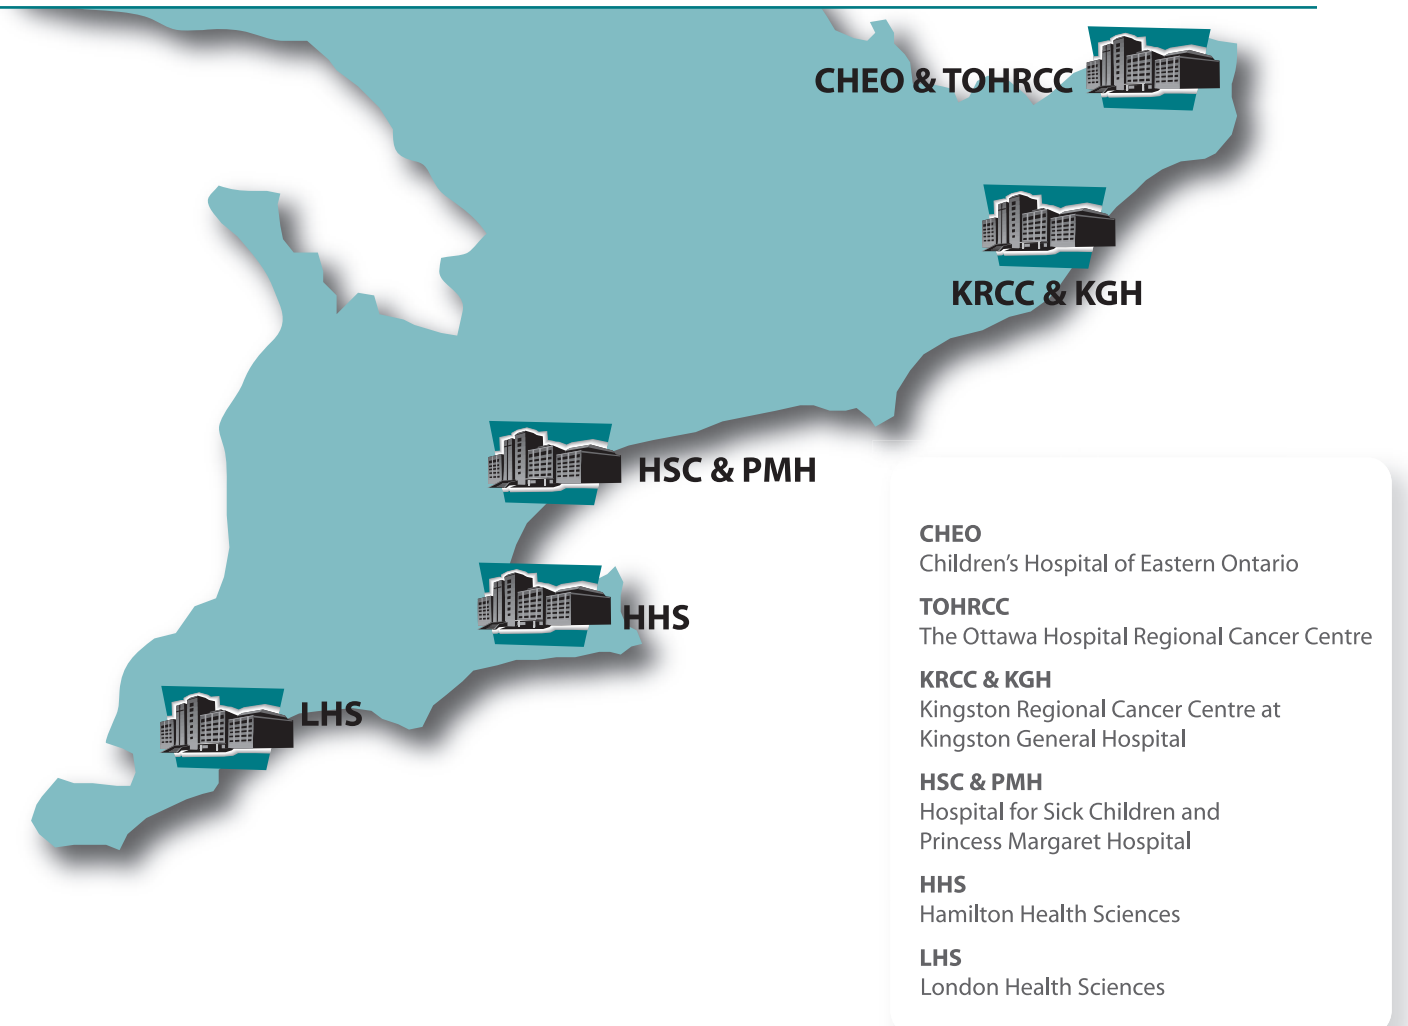 CHEO & TOHRCC
KRCC & KGH
HSC & PMH
HHS
LHS
CHEO
Children’s Hospital of Eastern Ontario
TOHRCC
The Ottawa Hospital Regional Cancer Centre
KRCC & KGH
Kingston Regional Cancer Centre at
Kingston General Hospital
HSC & PMH
Hospital for Sick Children and
Princess Margaret Hospital
HHS
Hamilton Health Sciences
LHS
London Health Sciences